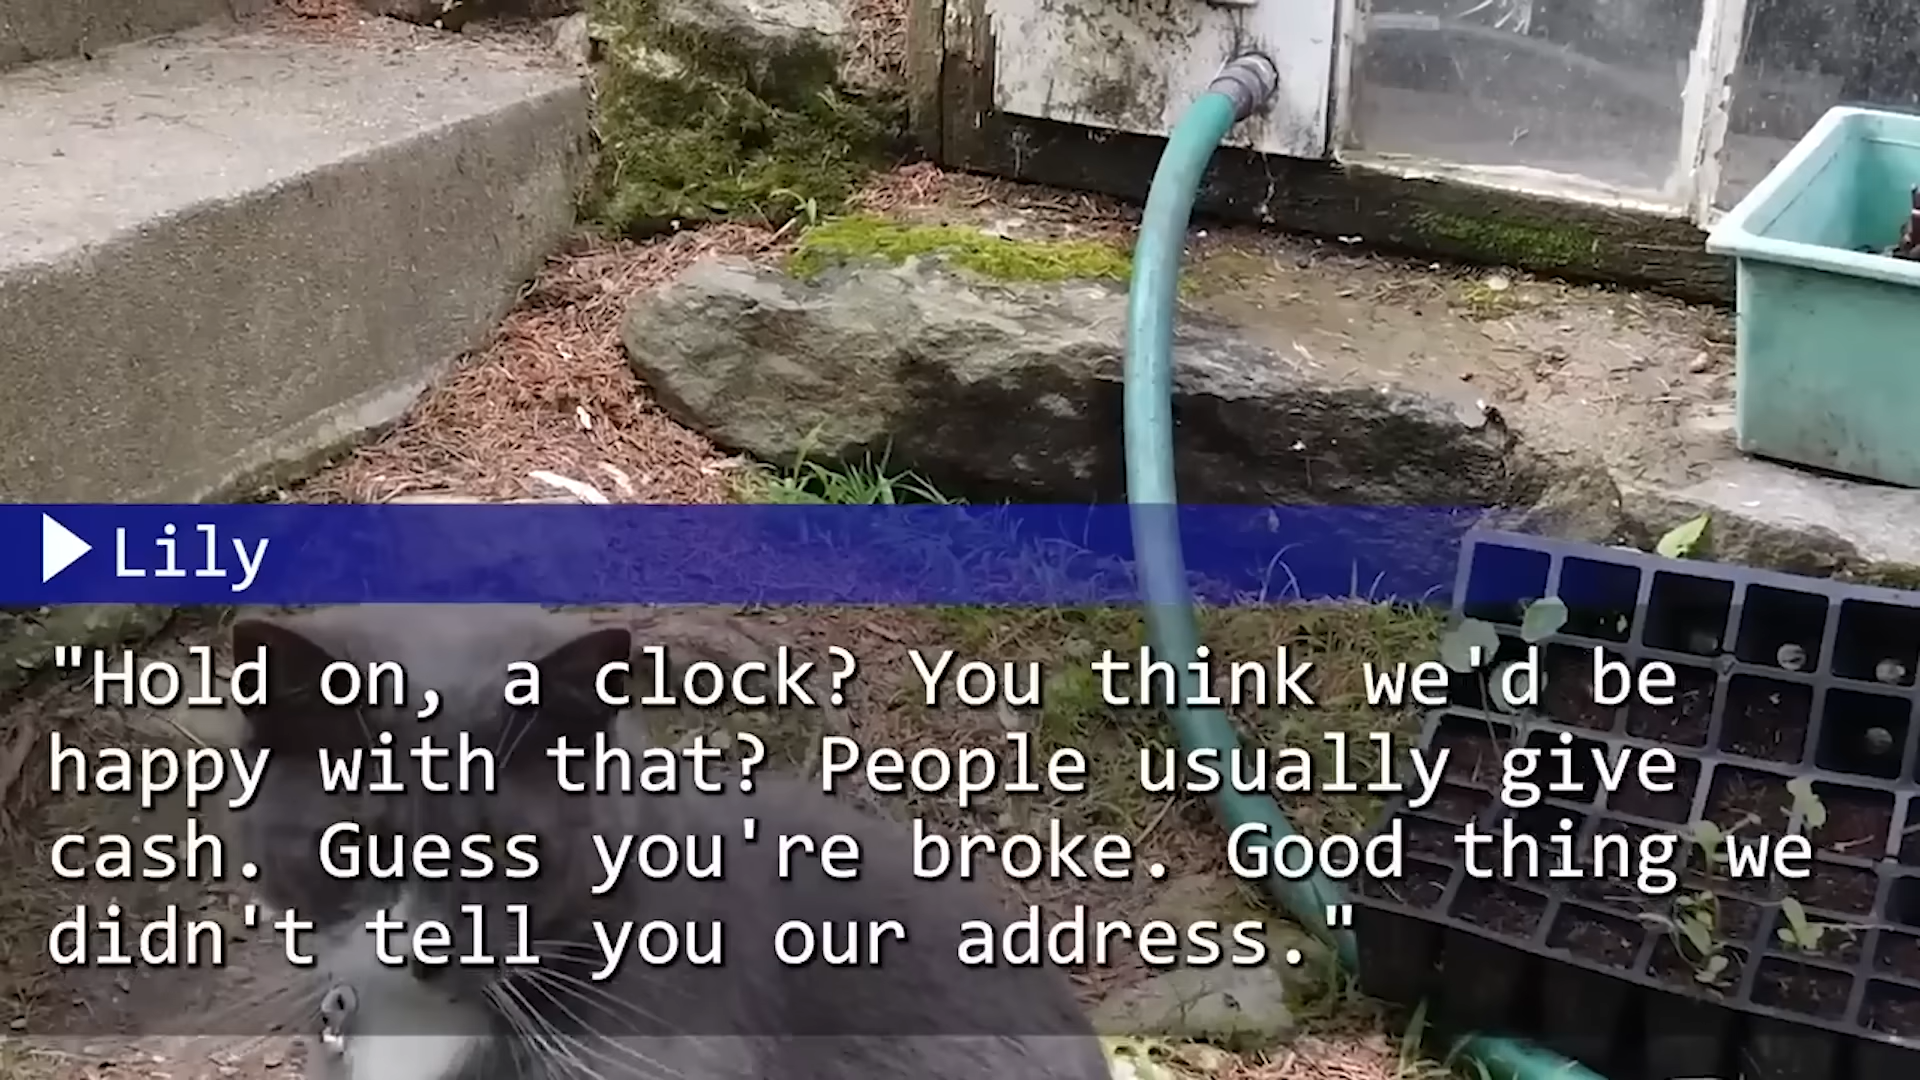 Lily
"Hold on, a clock? You think we'd be
happy with that? People usually give
cash. Guess you're broke. Good thing we
didn't tell you our address."